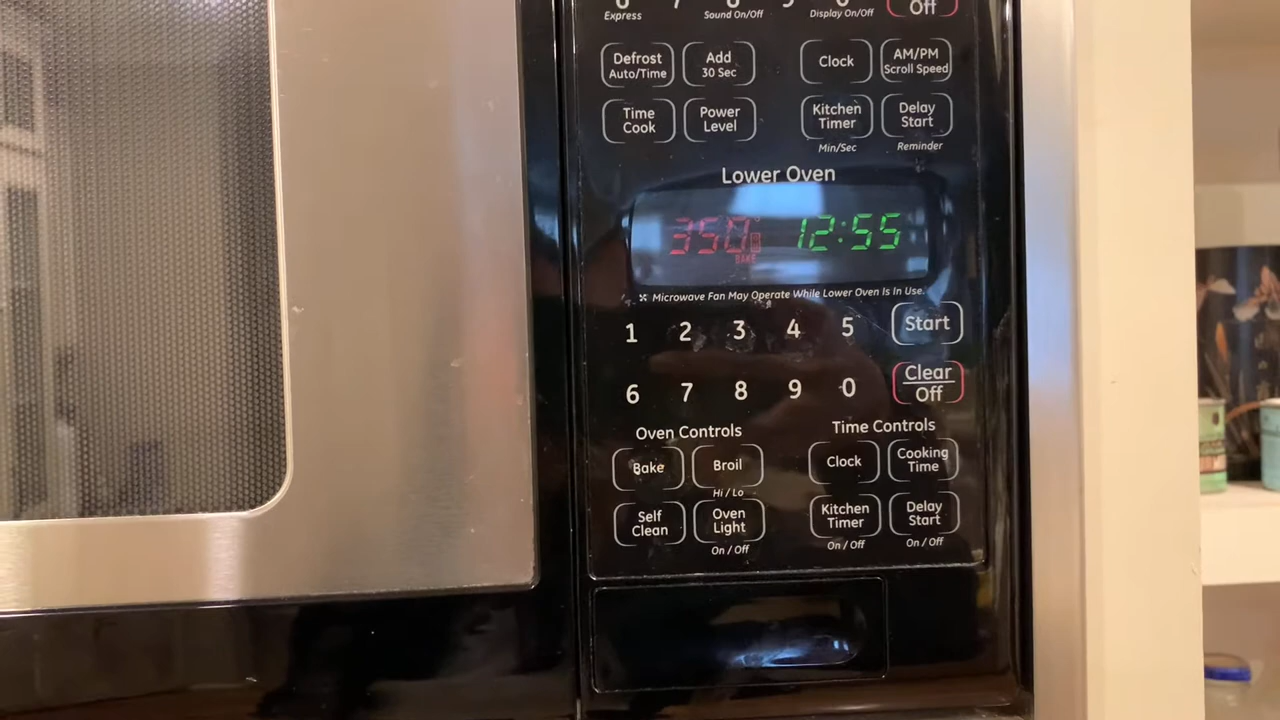 Express Sound On/Off Display On/Off Off
Defrost Auto/Time
Add 30 Sec
Clock
AM/PM Scroll Speed
Time Cook
Power Level
Kitchen Timer
Delay Start
Min/Sec Reminder
Lower Oven
350° BAKE
12:55
Microwave Fan May Operate While Lower Oven Is In Use.
1 2 3 4 5 Start
6 7 8 9 0 Clear Off
Oven Controls
Time Controls
Bake
Broil
Hi / Lo
Clock
Cooking Time
Self Clean
Oven Light
On / Off
Kitchen Timer
On / Off
Delay Start
On / Off